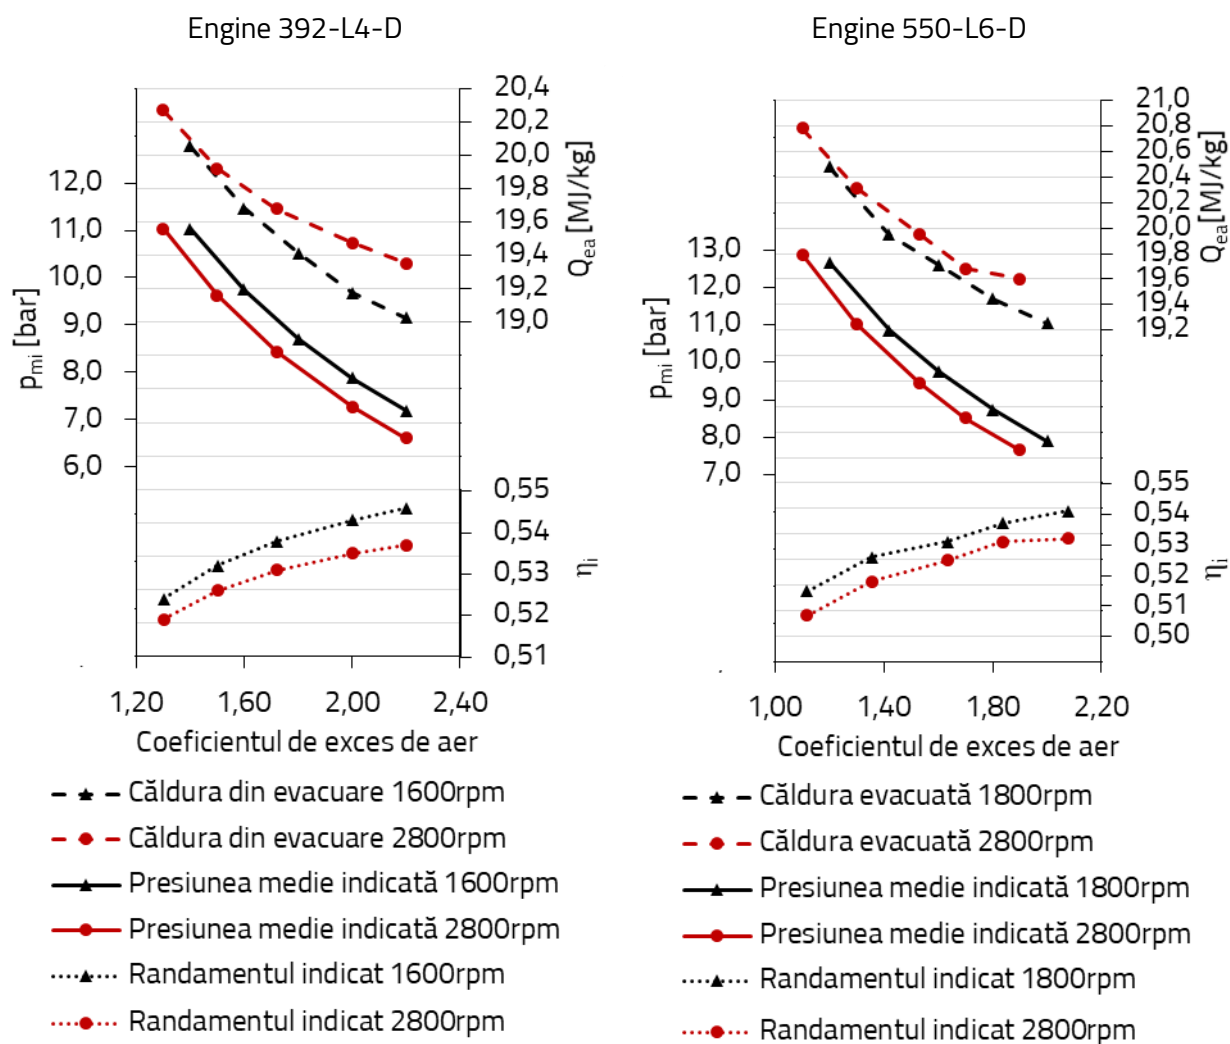 Engine 392-L4-D
20,4
20,2
20,0
19,8
19,6
19,4
19,2
19,0
Qea [MJ/kg]
12,0
11,0
10,0
9,0
8,0
7,0
6,0
pmi [bar]
0,55
0,54
0,53
0,52
0,51
ηi
1,20 1,60 2,00 2,40
Coeficientul de exces de aer
Căldura din evacuare 1600rpm
Căldura din evacuare 2800rpm
Presiunea medie indicată 1600rpm
Presiunea medie indicată 2800rpm
Randamentul indicat 1600rpm
Randamentul indicat 2800rpm
Engine 550-L6-D
21,0
20,8
20,6
20,4
20,2
20,0
19,8
19,6
19,4
19,2
Qea [MJ/kg]
13,0
12,0
11,0
10,0
9,0
8,0
7,0
pmi [bar]
0,55
0,54
0,53
0,52
0,51
0,50
ηi
1,00 1,40 1,80 2,20
Coeficientul de exces de aer
Căldura evacuată 1800rpm
Căldura evacuată 2800rpm
Presiunea medie indicată 1800rpm
Presiunea medie indicată 2800rpm
Randamentul indicat 1800rpm
Randamentul indicat 2800rpm